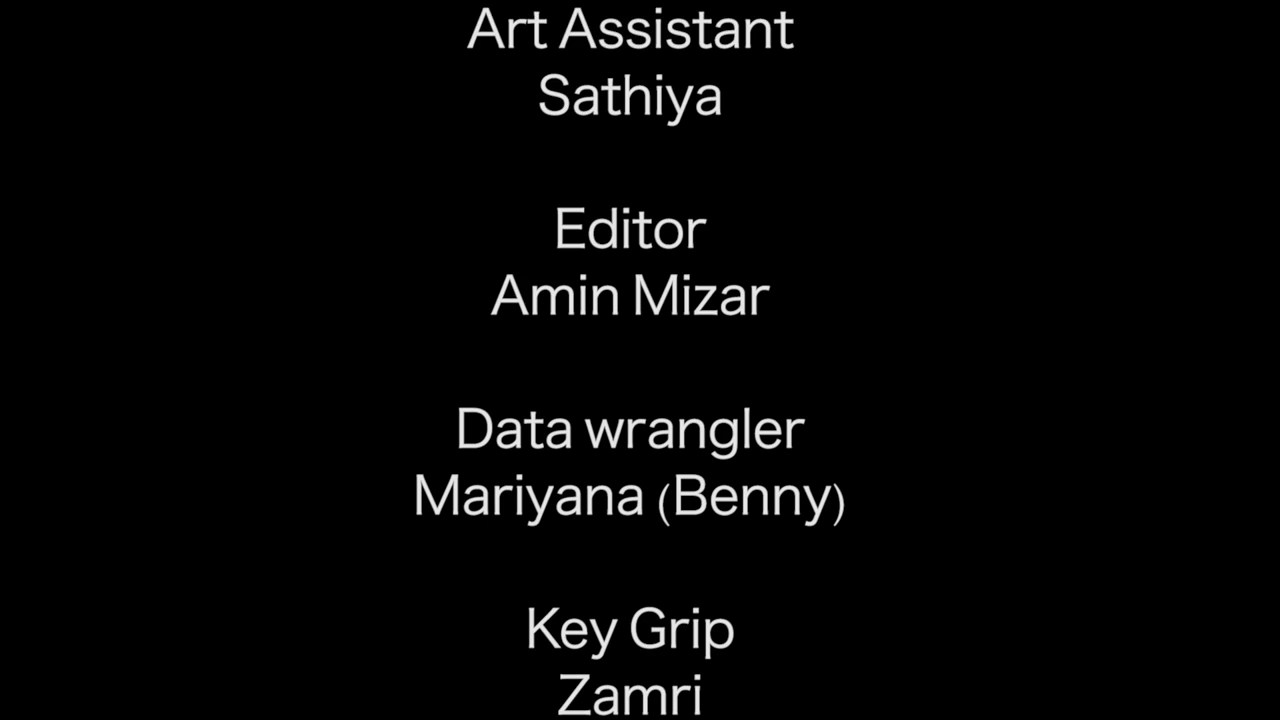 Art Assistant
Sathiya
Editor
Amin Mizar
Data wrangler
Mariyana (Benny)
Key Grip
Zamri